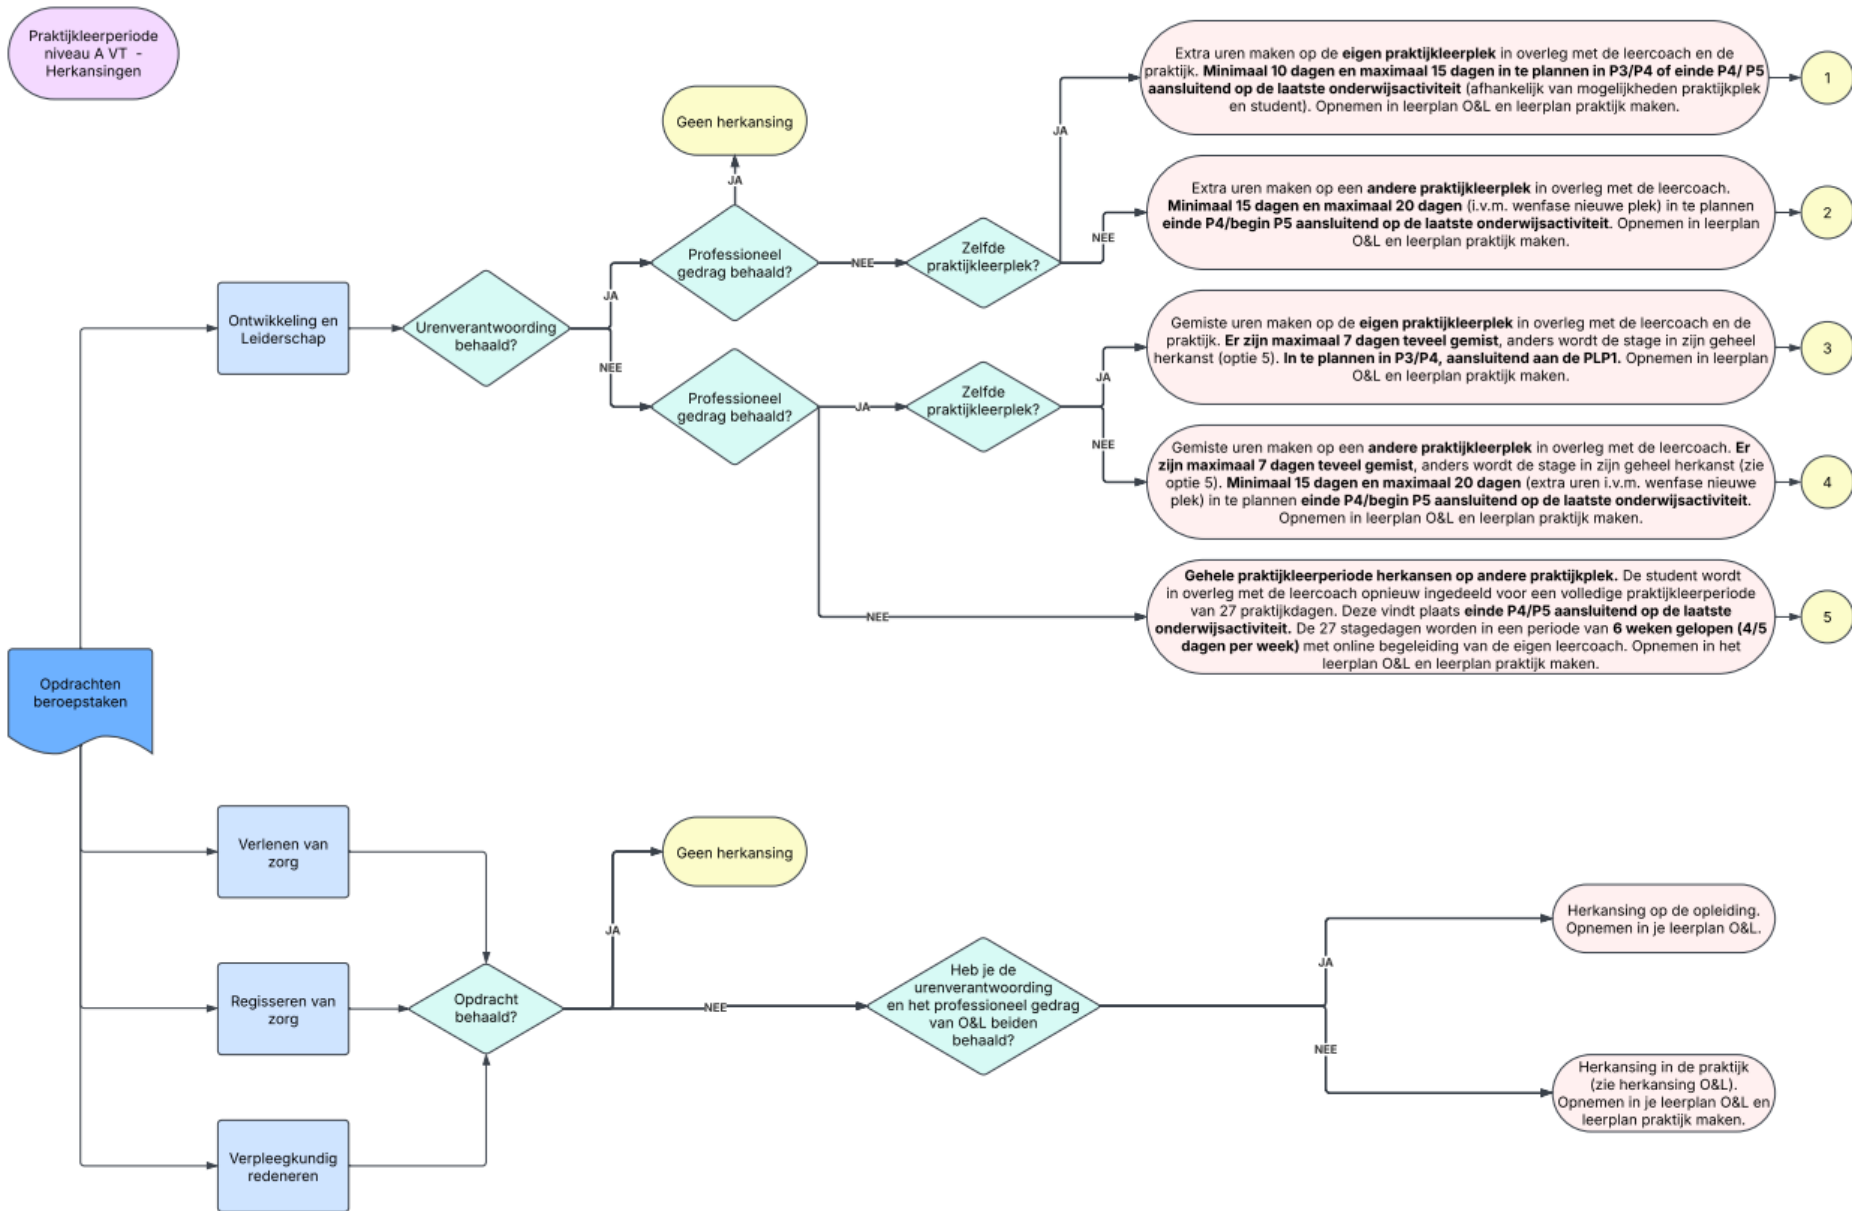 Praktijkleerperiode
niveau A VT -
Herkansingen
Opdrachten
beroepstaken
Ontwikkeling en
Leiderschap
Urenverantwoording
behaald?
JA
NEE
Professioneel
gedrag behaald?
JA
Geen herkansing
NEE
Zelfde
praktijkleerplek?
JA
NEE
Extra uren maken op de eigen praktijkleerplek in overleg met de leercoach en de
praktijk. Minimaal 10 dagen en maximaal 15 dagen in te plannen in P3/P4 of einde P4/ P5
aansluitend op de laatste onderwijsactiviteit (afhankelijk van mogelijkheden praktijkplek
en student). Opnemen in leerplan O&L en leerplan praktijk maken.
1
Extra uren maken op een andere praktijkleerplek in overleg met de leercoach.
Minimaal 15 dagen en maximaal 20 dagen (i.v.m. wenfase nieuwe plek) in te plannen
einde P4/begin P5 aansluitend op de laatste onderwijsactiviteit. Opnemen in leerplan
O&L en leerplan praktijk maken.
2
Professioneel
gedrag behaald?
JA
NEE
Zelfde
praktijkleerplek?
JA
NEE
Gemiste uren maken op de eigen praktijkleerplek in overleg met de leercoach en de
praktijk. Er zijn maximaal 7 dagen teveel gemist, anders wordt de stage in zijn geheel
herkanst (optie 5). In te plannen in P3/P4, aansluitend aan de PLP1. Opnemen in leerplan
O&L en leerplan praktijk maken.
3
Gemiste uren maken op een andere praktijkleerplek in overleg met de leercoach. Er
zijn maximaal 7 dagen teveel gemist, anders wordt de stage in zijn geheel herkanst (zie
optie 5). Minimaal 15 dagen en maximaal 20 dagen (extra uren i.v.m. wenfase nieuwe
plek) in te plannen einde P4/begin P5 aansluitend op de laatste onderwijsactiviteit.
Opnemen in leerplan O&L en leerplan praktijk maken.
4
Gehele praktijkleerperiode herkansen op andere praktijkplek. De student wordt
in overleg met de leercoach opnieuw ingedeeld voor een volledige praktijkleerperiode
van 27 praktijkdagen. Deze vindt plaats einde P4/P5 aansluitend op de laatste
onderwijsactiviteit. De 27 stagedagen worden in een periode van 6 weken gelopen (4/5
dagen per week) met online begeleiding van de eigen leercoach. Opnemen in het
leerplan O&L en leerplan praktijk maken.
5
Verlenen van
zorg
Regisseren van
zorg
Verpleegkundig
redeneren
Opdracht
behaald?
JA
Geen herkansing
NEE
Heb je de
urenverantwoording
en het professioneel gedrag
van O&L beiden
behaald?
JA
NEE
Herkansing op de opleiding.
Opnemen in je leerplan O&L.
Herkansing in de praktijk
(zie herkansing O&L).
Opnemen in je leerplan O&L en
leerplan praktijk maken.